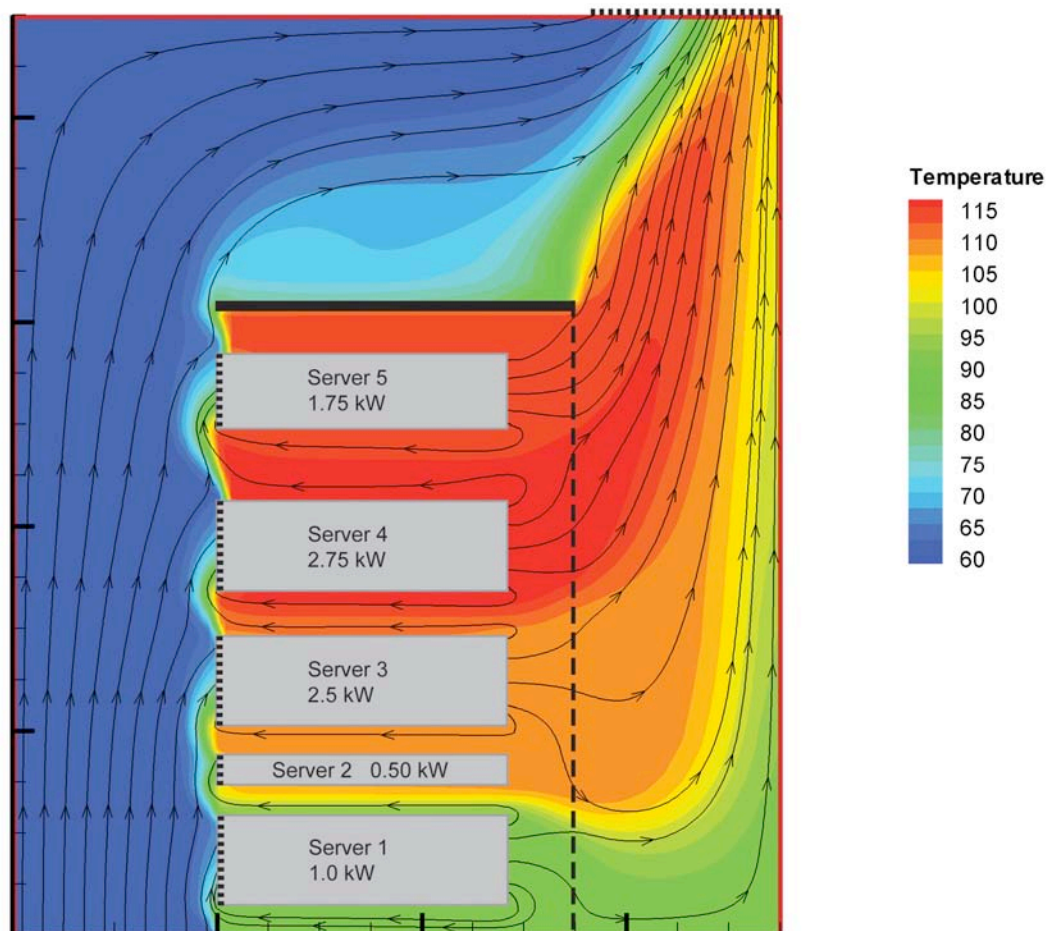 Temperature
115
110
105
100
95
90
85
80
75
70
65
60
Server 5
1.75 kW
Server 4
2.75 kW
Server 3
2.5 kW
Server 2 0.50 kW
Server 1
1.0 kW